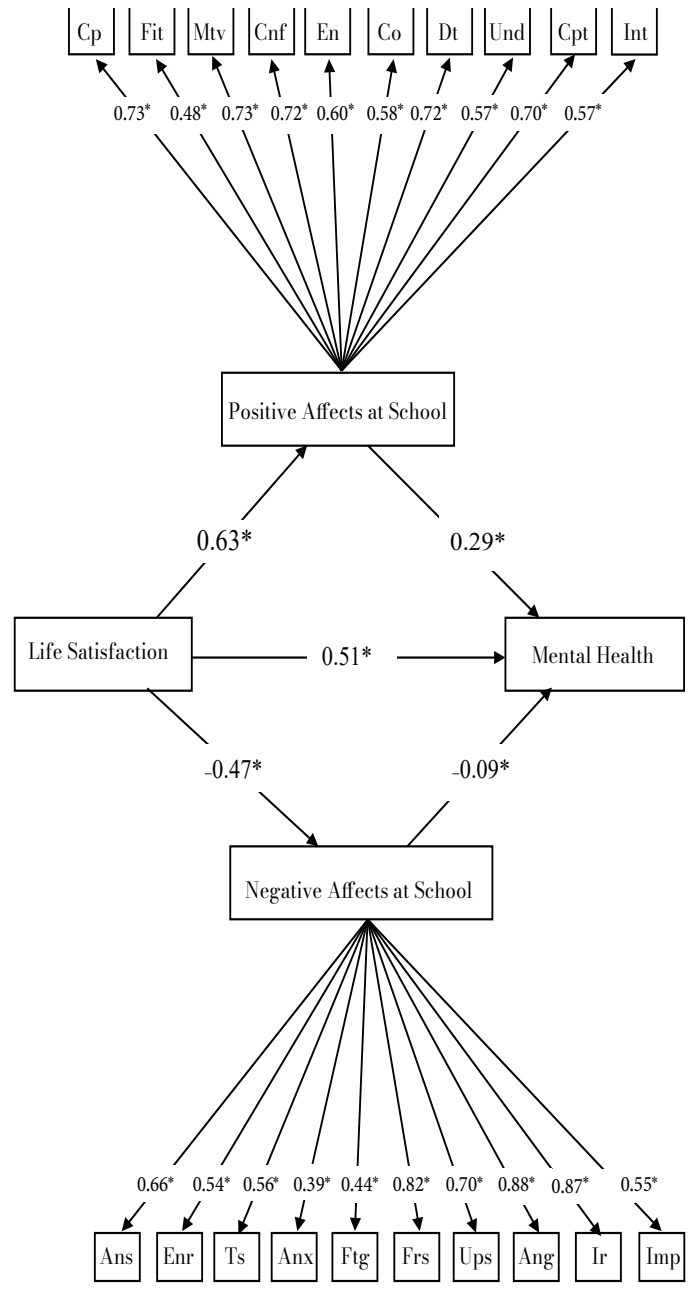 Cp Fit Mtv Cnf En Co Dt Und Cpt Int
0.73* 0.48* 0.73* 0.72* 0.60* 0.58* 0.72* 0.57* 0.70* 0.57*
Positive Affects at School
0.63* 0.29*
Life Satisfaction 0.51* Mental Health
-0.47* -0.09*
Negative Affects at School
0.66* 0.54* 0.56* 0.39* 0.44* 0.82* 0.70* 0.88* 0.87* 0.55*
Ans Enr Ts Anx Ftg Frs Ups Ang Ir Imp